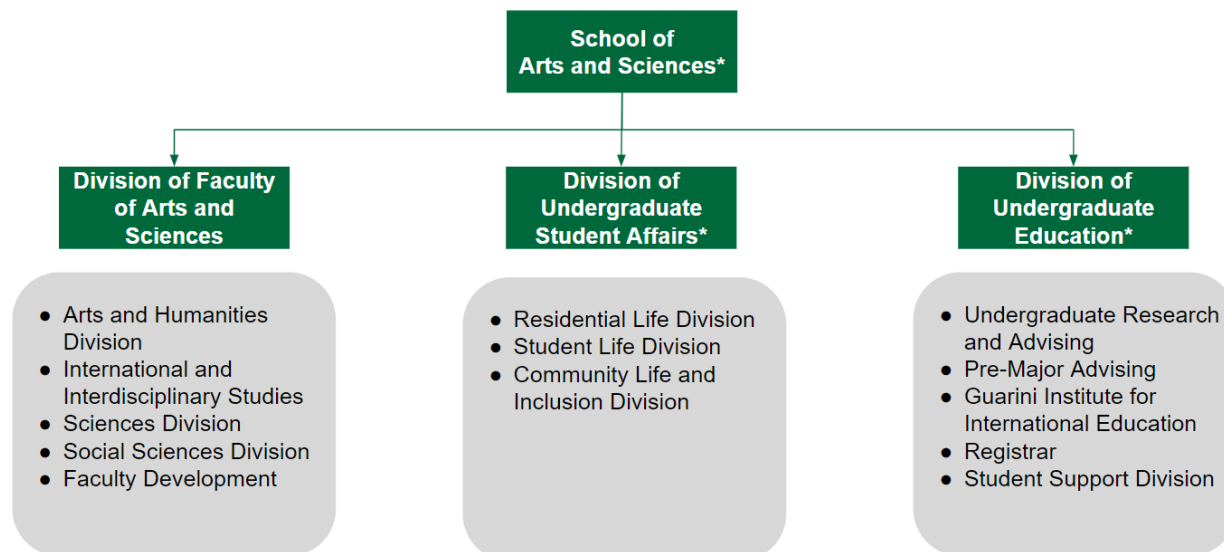 School of
Arts and Sciences*
Division of Faculty
of Arts and
Sciences
Division of
Undergraduate
Student Affairs*
Division of
Undergraduate
Education*
● Arts and Humanities
Division
● International and
Interdisciplinary Studies
● Sciences Division
● Social Sciences Division
● Faculty Development
● Residential Life Division
● Student Life Division
● Community Life and
Inclusion Division
● Undergraduate Research
and Advising
● Pre-Major Advising
● Guarini Institute for
International Education
● Registrar
● Student Support Division